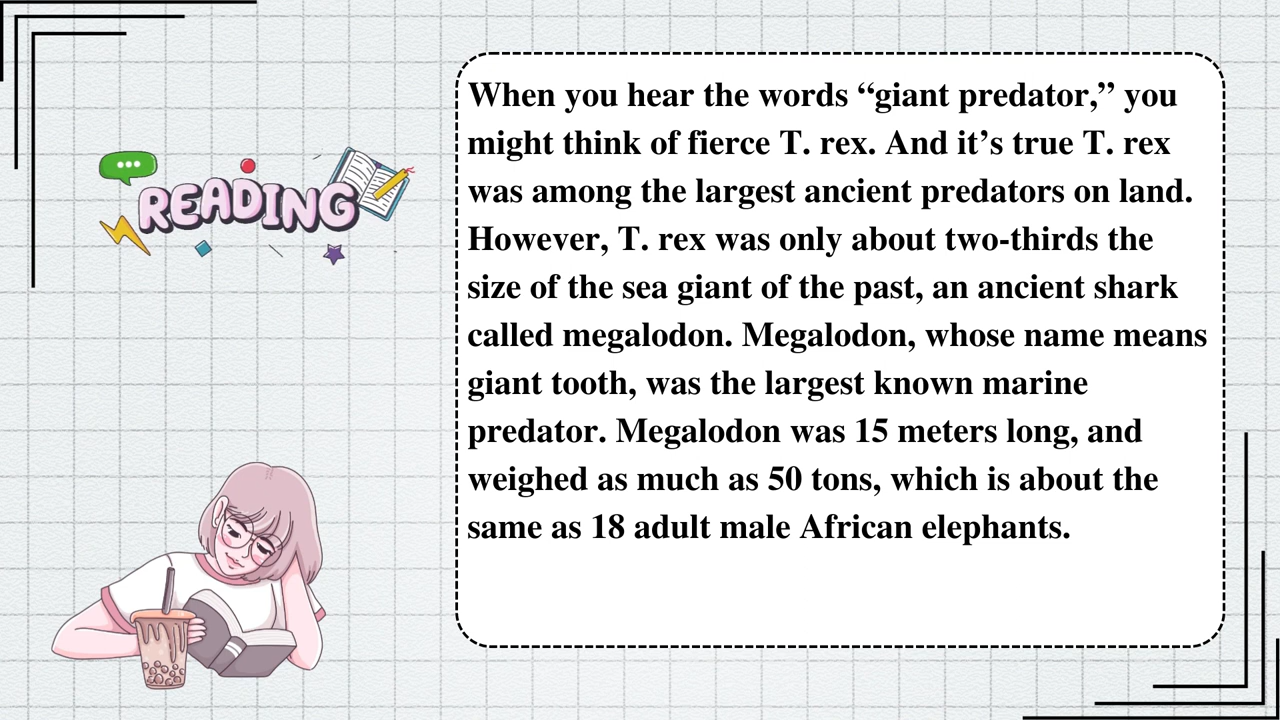 READING
When you hear the words “giant predator,” you
might think of fierce T. rex. And it’s true T. rex
was among the largest ancient predators on land.
However, T. rex was only about two-thirds the
size of the sea giant of the past, an ancient shark
called megalodon. Megalodon, whose name means
giant tooth, was the largest known marine
predator. Megalodon was 15 meters long, and
weighed as much as 50 tons, which is about the
same as 18 adult male African elephants.